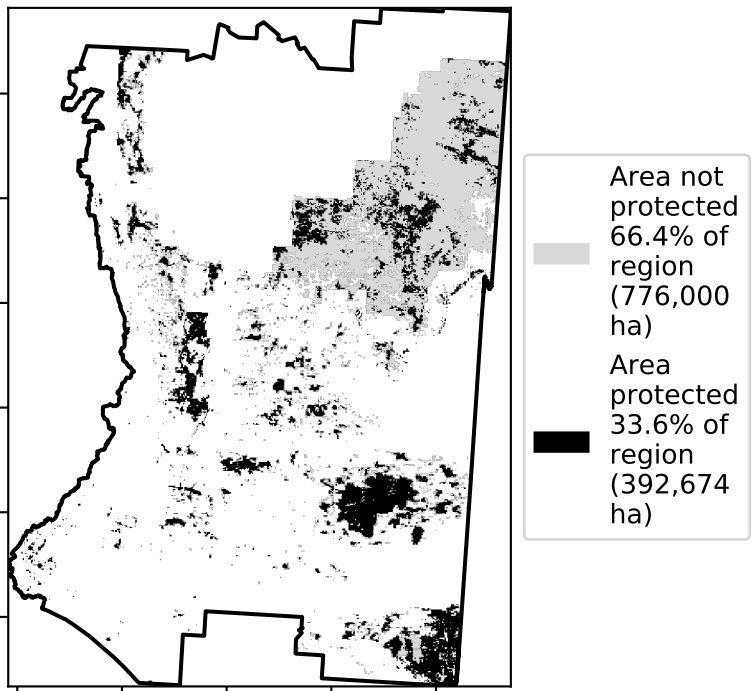 Area not
protected
66.4% of
region
(776,000
ha)
Area
protected
33.6% of
region
(392,674
ha)